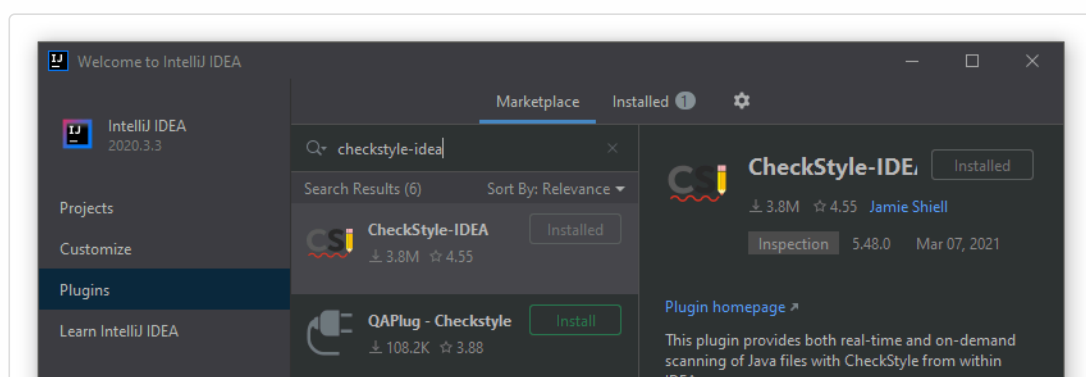 Welcome to IntelliJ IDEA
IntelliJ IDEA
2020.3.3
Projects
Customize
Plugins
Learn IntelliJ IDEA
Marketplace Installed 1
checkstyle-idea
Search Results (6) Sort By: Relevance
CheckStyle-IDEA Installed
3.8M 4.55
QAPlug - Checkstyle Install
108.2K 3.88
CheckStyle-IDE Installed
3.8M 4.55 Jamie Shiell
Inspection 5.48.0 Mar 07, 2021
Plugin homepage
This plugin provides both real-time and on-demand
scanning of Java files with CheckStyle from within